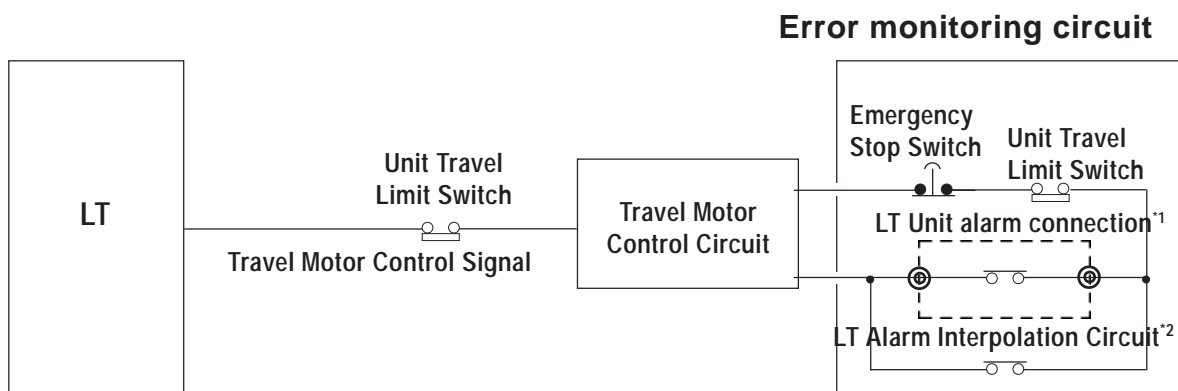 Error monitoring circuit
Emergency
Stop Switch
Unit Travel
Limit Switch
Unit Travel
Limit Switch
LT
Travel Motor
Control Circuit
LT Unit alarm connection*1
Travel Motor Control Signal
LT Alarm Interpolation Circuit*2